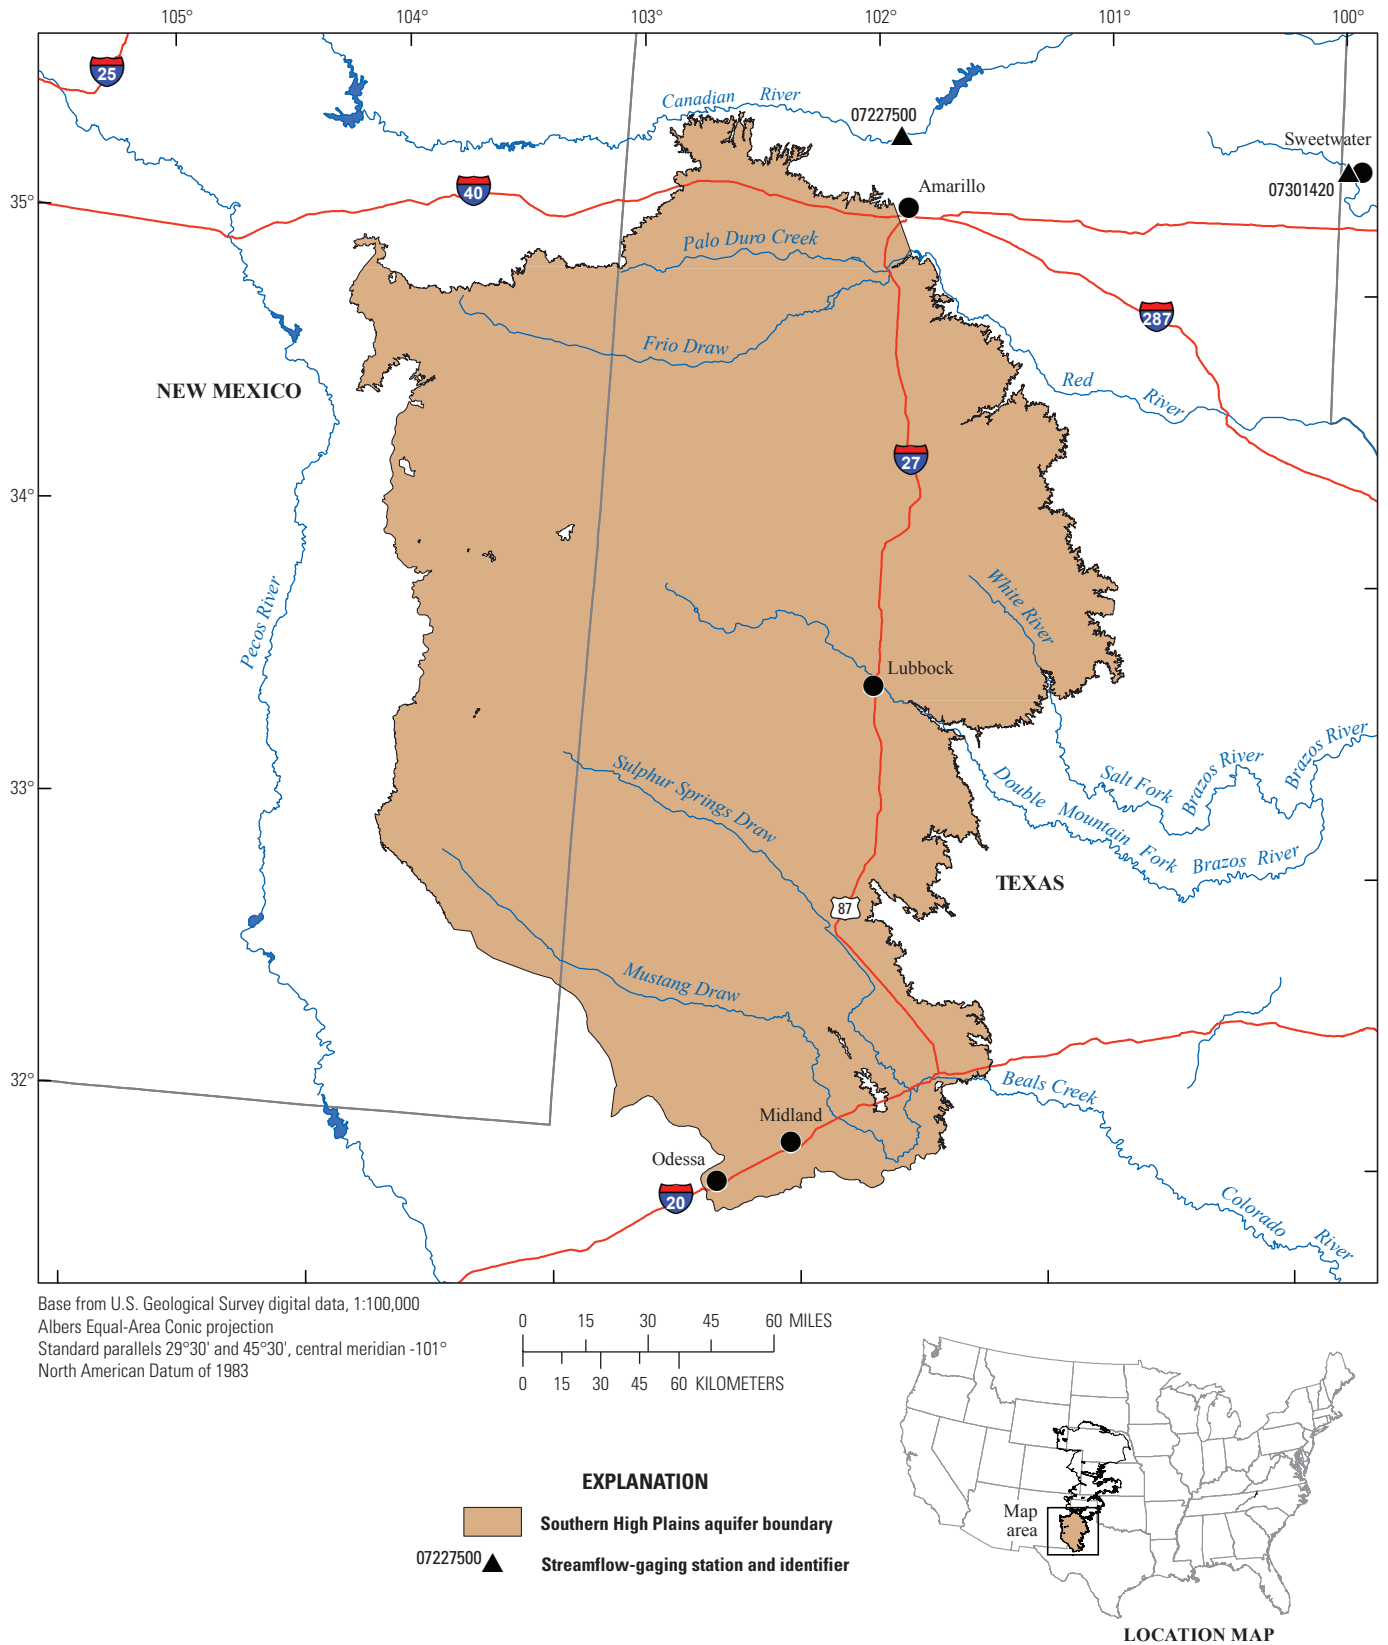 105°
104°
103°
102°
101°
100°
25
Canadian River
07227500
Sweetwater
07301420
40
Amarillo
35°
Palo Duro Creek
287
Frio Draw
Red River
NEW MEXICO
27
34°
White River
Pecos River
Lubbock
Brazos River
Salt Fork Brazos River
33°
Sulphur Springs Draw
Double Mountain Fork Brazos River
TEXAS
87
Mustang Draw
32°
Beals Creek
Midland
Odessa
20
Colorado River
Base from U.S. Geological Survey digital data, 1:100,000
Albers Equal-Area Conic projection
Standard parallels 29°30' and 45°30', central meridian -101°
North American Datum of 1983
0 15 30 45 60 MILES
0 15 30 45 60 KILOMETERS
EXPLANATION
Southern High Plains aquifer boundary
07227500 Streamflow-gaging station and identifier
Map
area
LOCATION MAP